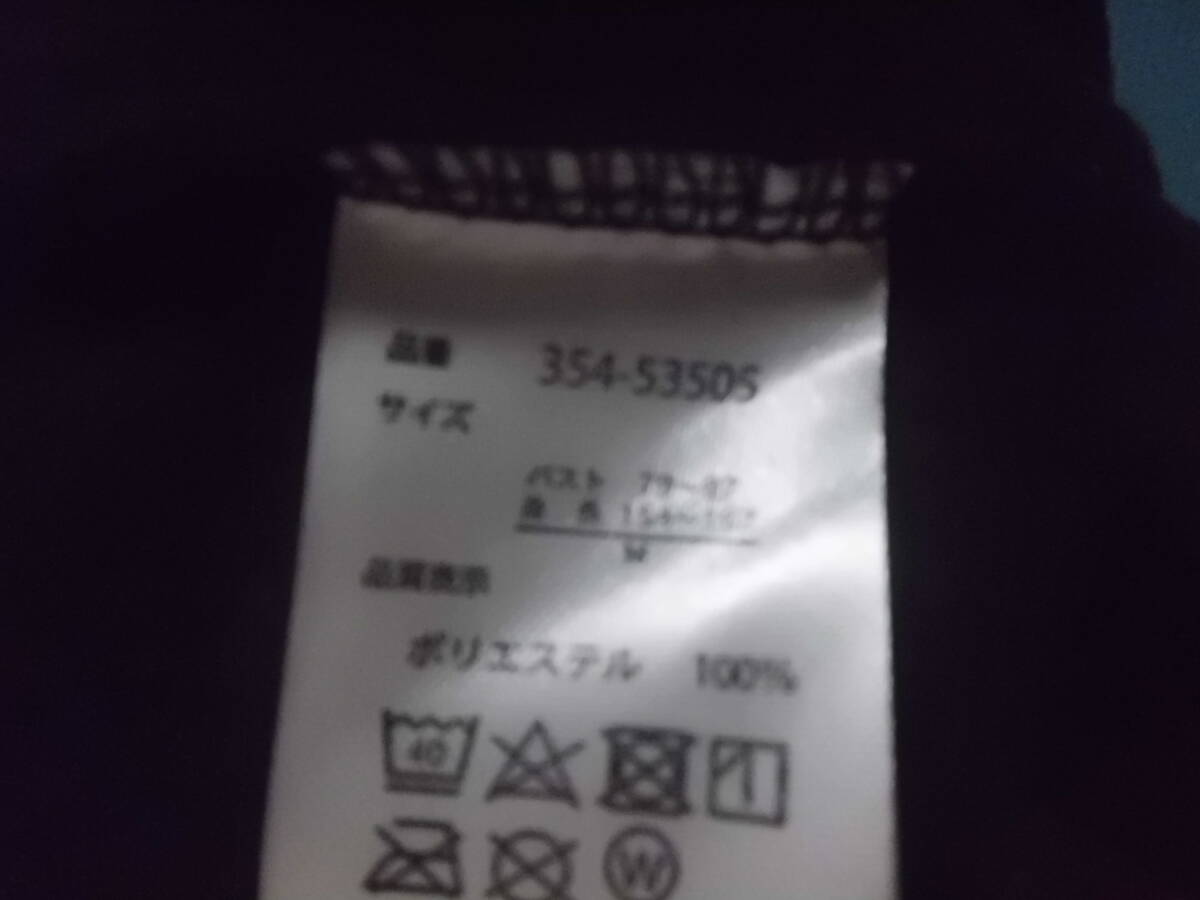 品番 354-53505
サイズ
バスト 79~87
身長 154~162
M
品質表示
ポリエステル 100%
40
W